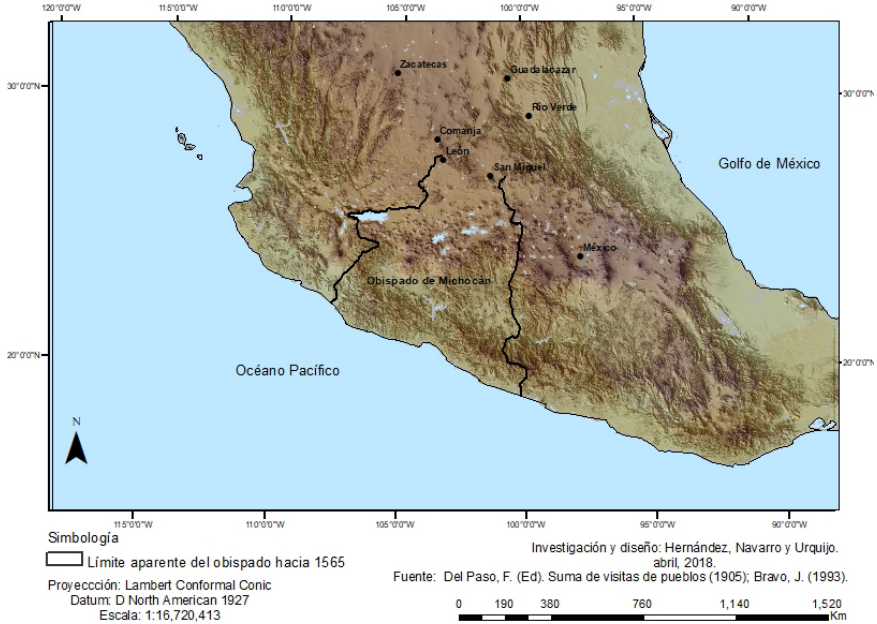 120°0'0"W 110°0'0"W 105°0'0"W 100°0'0"W 95°0'0"W 90°0'0"W
Zacatecas
Guadalcazar
30°0'0"N 30°0'0"N
Río Verde
Comanja
León
San Miguel
Golfo de México
México
Obispado de Michocán
20°0'0"N 20°0'0"N
Océano Pacífico
N
115°0'0"W 110°0'0"W 105°0'0"W 100°0'0"W 95°0'0"W 90°0'0"W
Simbología
Límite aparente del obispado hacia 1565
Proyeccción: Lambert Conformal Conic
Datum: D North American 1927
Escala: 1:16,720,413
Investigación y diseño: Hernández, Navarro y Urquijo.
abril, 2018.
Fuente: Del Paso, F. (Ed). Suma de visitas de pueblos (1905); Bravo, J. (1993).
0 190 380 760 1,140 1,520
Km